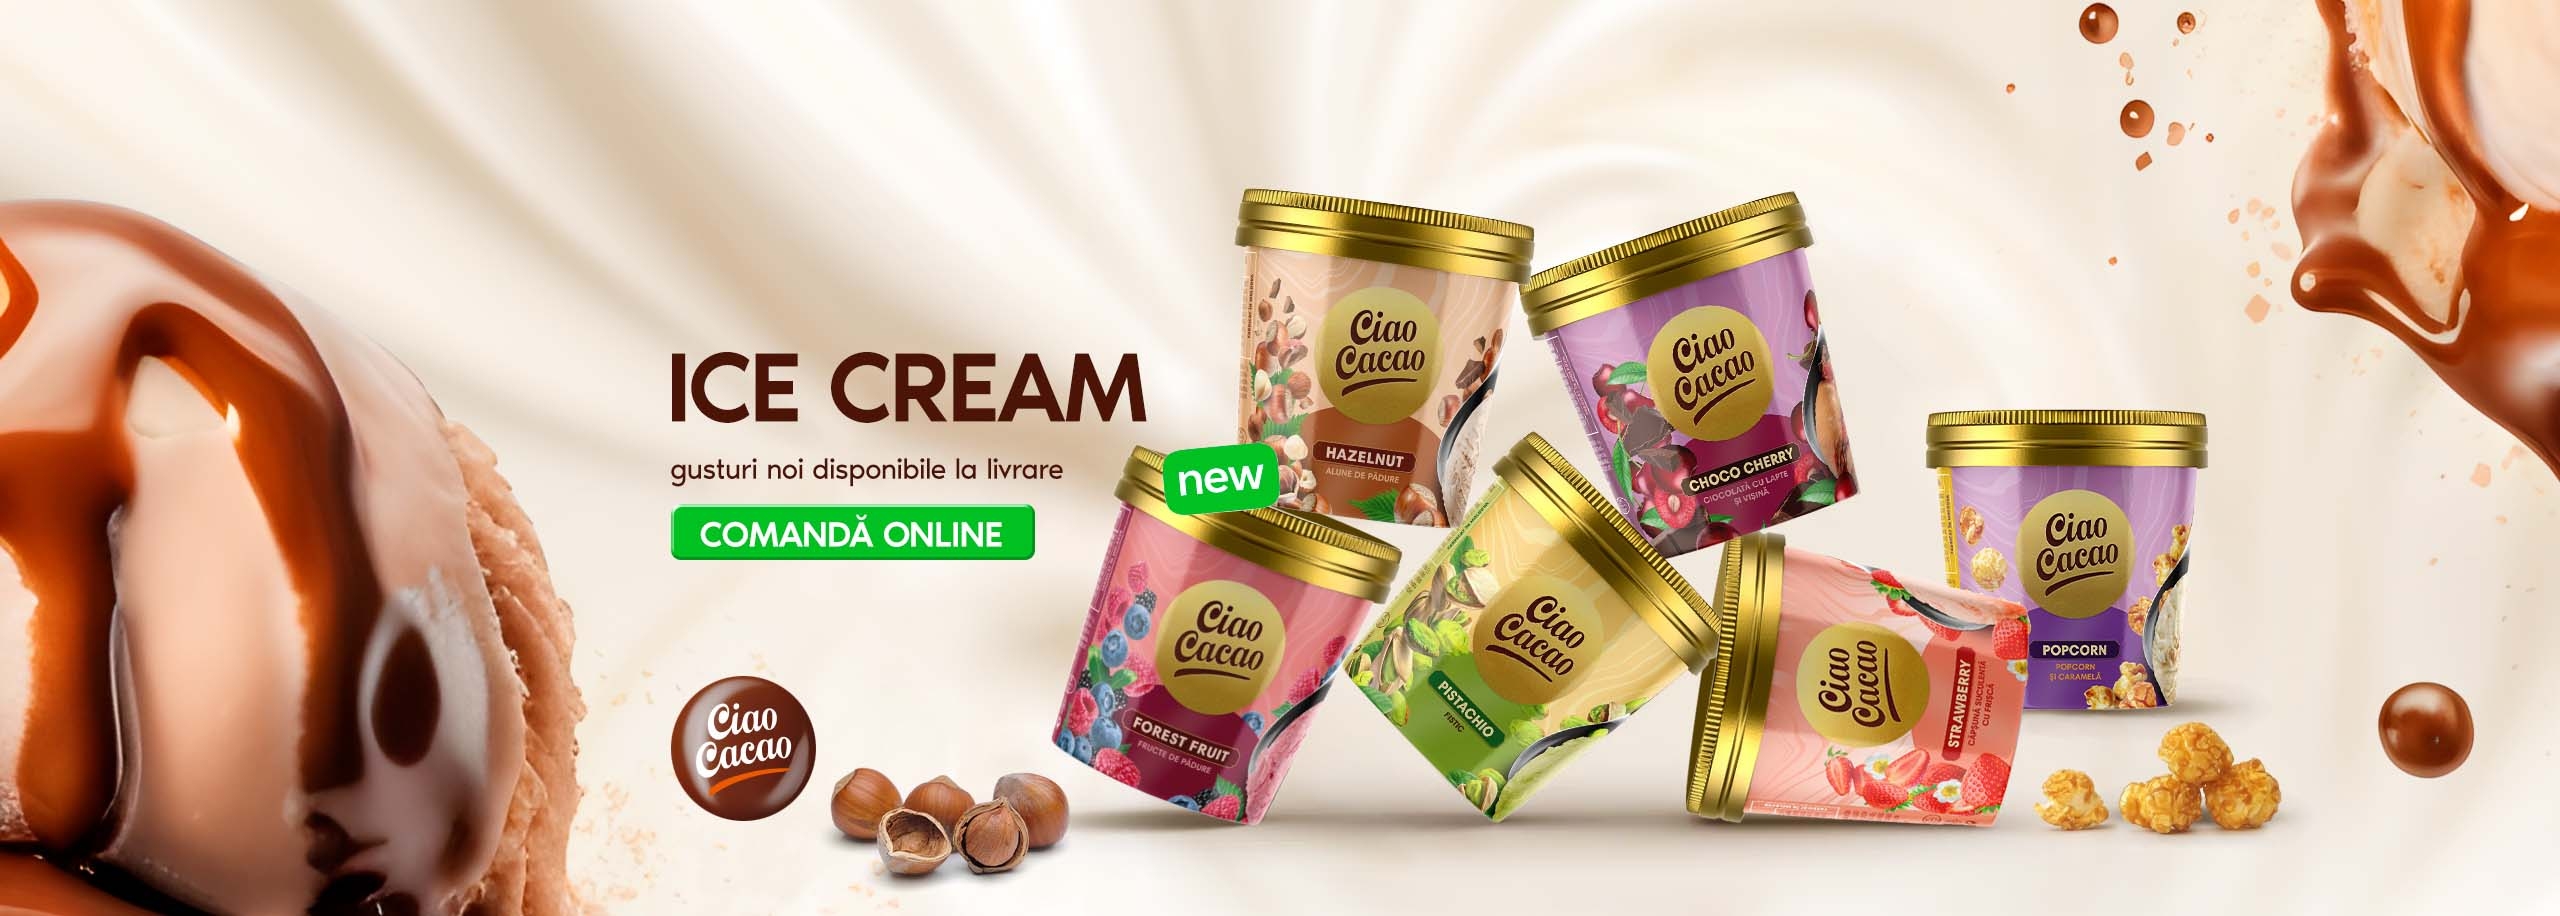 ICE CREAM
gusturi noi disponibile la livrare
COMANDĂ ONLINE
Ciao
Cacao
new
Ciao
Cacao
HAZELNUT
ALUNE DE PĂDURE
Ciao
Cacao
CHOCO CHERRY
CIOCOLATĂ CU LAPTE
ȘI VIȘINĂ
Ciao
Cacao
FOREST FRUIT
FRUCTE DE PĂDURE
Ciao
Cacao
PISTACHIO
FISTIC
Ciao
Cacao
STRAWBERRY
CĂPȘUNĂ SUCULENTĂ
CU FRIȘCĂ
Ciao
Cacao
POPCORN
POPCORN
ȘI CARAMELĂ